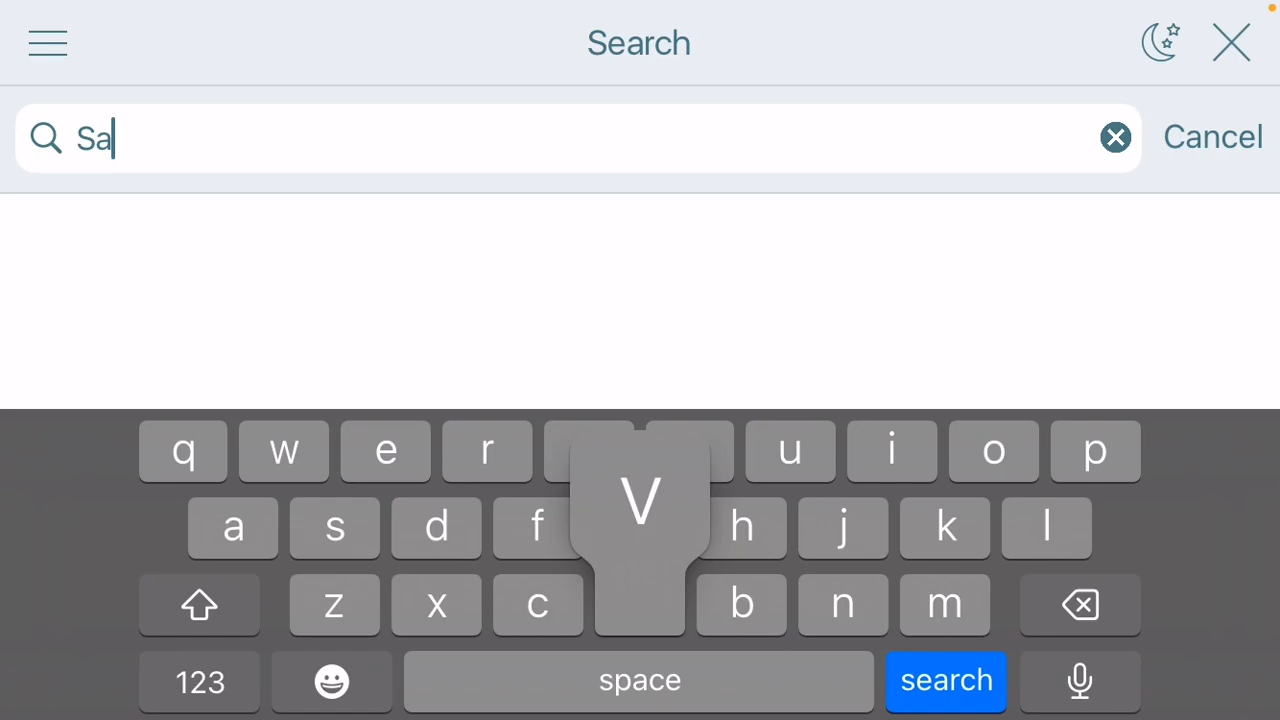 Search
Sa
Cancel
q w e r u i o p
V
a s d f h j k l
z x c b n m
123 space search